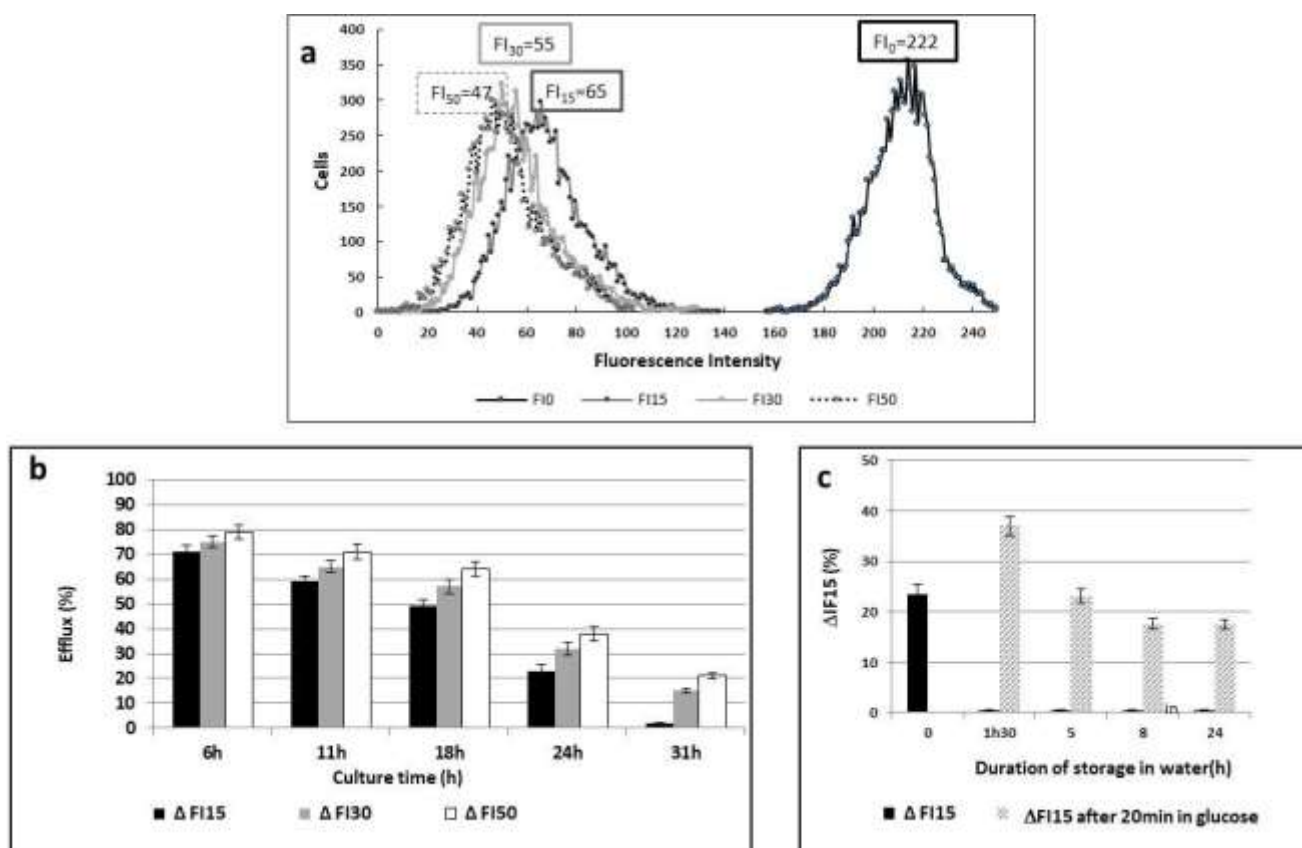 a
FI30=55
FI0=222
FI50=47
FI15=65
400
350
300
250
200
150
100
50
0
Cells
0 20 40 60 80 100 120 140 160 180 200 220 240
Fluorescence Intensity
FI0 FI15 FI30 FI50
b
100
90
80
70
60
50
40
30
20
10
0
Efflux (%)
6h 11h 18h 24h 31h
Culture time (h)
Δ FI15 Δ FI30 Δ FI50
c
50
40
30
20
10
0
ΔIF15 (%)
0 1h30 5 8 24
Duration of storage in water(h)
Δ FI15 ΔFI15 after 20min in glucose